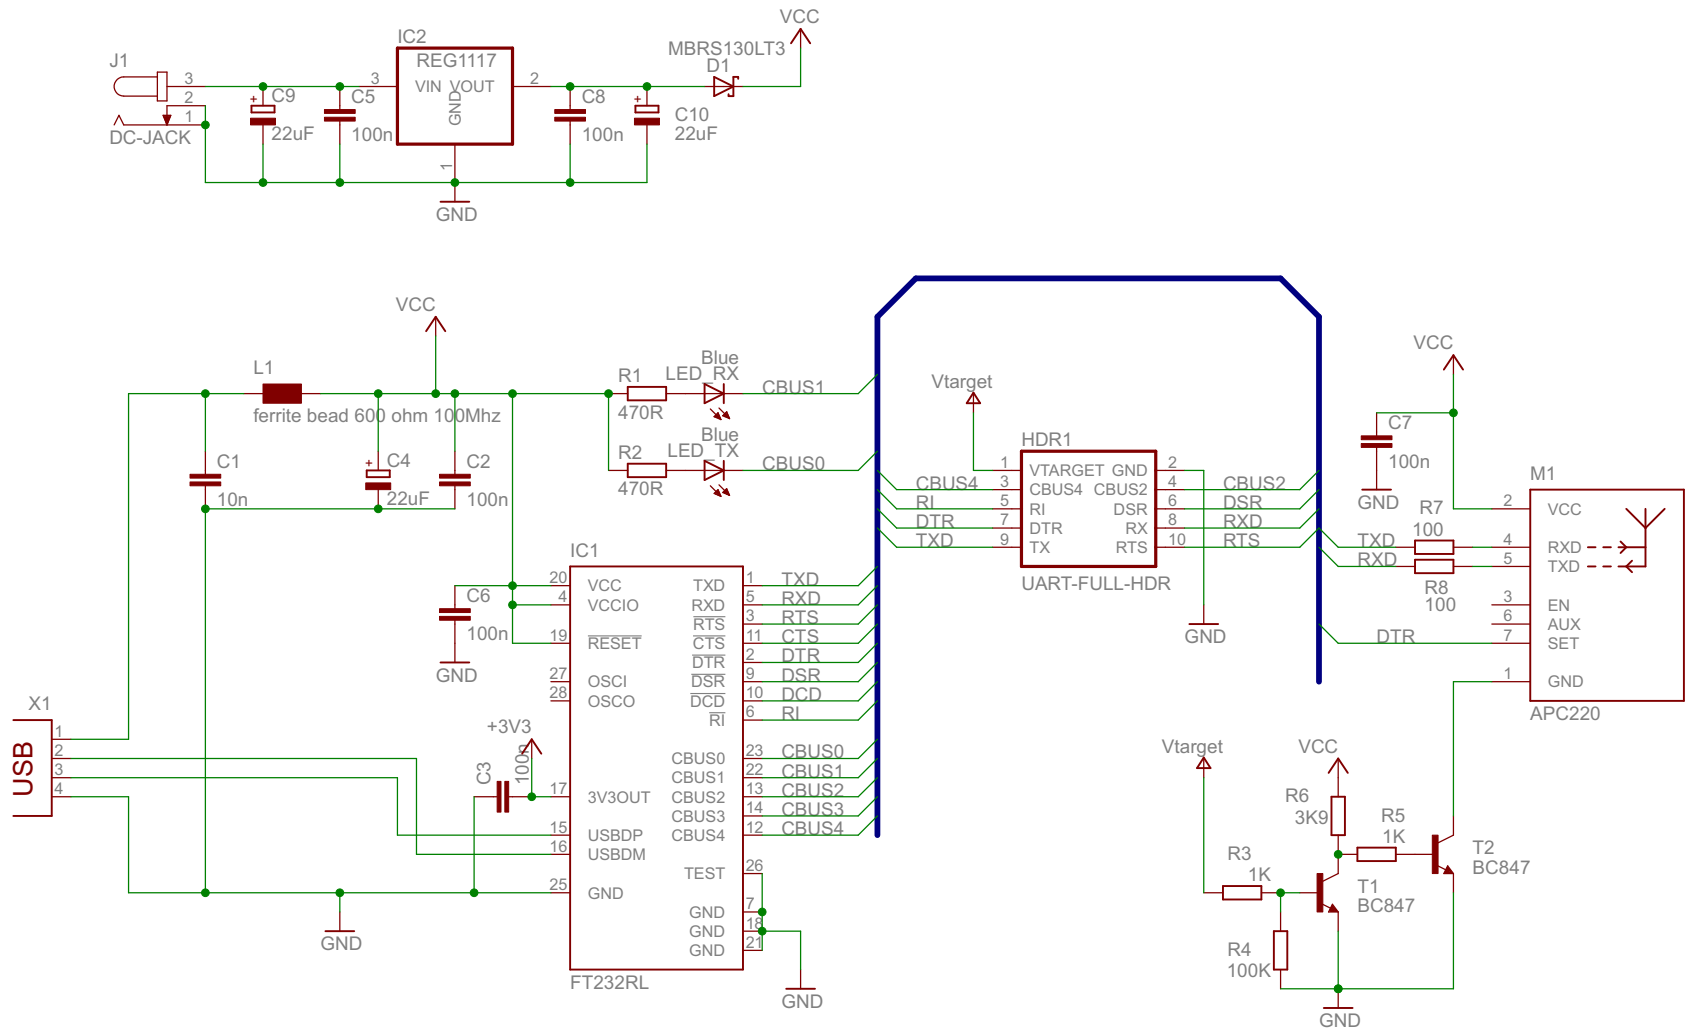 VCC
MBRS130LT3
D1
IC2
REG1117
J1
3
2
1
DC-JACK
3
VIN VOUT
2
GND
1
C9
22uF
C5
100n
C8
100n
C10
22uF
+
+
GND
VCC
L1
ferrite bead 600 ohm 100Mhz
R1
470R
Blue
LED_RX
CBUS1
R2
470R
Blue
LED_TX
CBUS0
C1
10n
+
C4
22uF
C2
100n
C6
100n
GND
IC1
20
VCC
4
VCCIO
19
RESET
27
OSCI
28
OSCO
17
3V3OUT
15
USBDP
16
USBDM
25
GND
TXD
1
TXD
RXD
5
RXD
RTS
3
RTS
CTS
11
CTS
DTR
2
DTR
DSR
9
DSR
DCD
10
DCD
RI
6
RI
CBUS0
23
CBUS0
CBUS1
22
CBUS1
CBUS2
13
CBUS2
CBUS3
14
CBUS3
CBUS4
12
CBUS4
TEST
26
GND
7
GND
18
GND
21
FT232RL
GND
+3V3
C3
100n
X1
USB
1
2
3
4
GND
Vtarget
HDR1
1
VTARGET GND
2
CBUS4
3
CBUS4 CBUS2
4
CBUS2
RI
5
RI DSR
6
DSR
DTR
7
DTR RX
8
RXD
TXD
9
TX RTS
10
RTS
UART-FULL-HDR
GND
VCC
C7
100n
GND
M1
2
VCC
R7
100
TXD
4
RXD
RXD
5
TXD
R8
100
3
EN
6
AUX
DTR
7
SET
1
GND
APC220
Vtarget
VCC
R6
3K9
R5
1K
T2
BC847
R3
1K
T1
BC847
R4
100K
GND